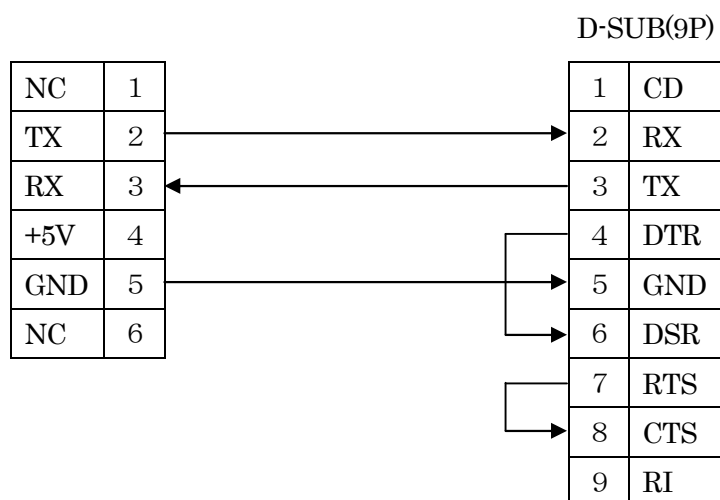 D-SUB(9P)
NC 1
TX 2
RX 3
+5V 4
GND 5
NC 6
1 CD
2 RX
3 TX
4 DTR
5 GND
6 DSR
7 RTS
8 CTS
9 RI